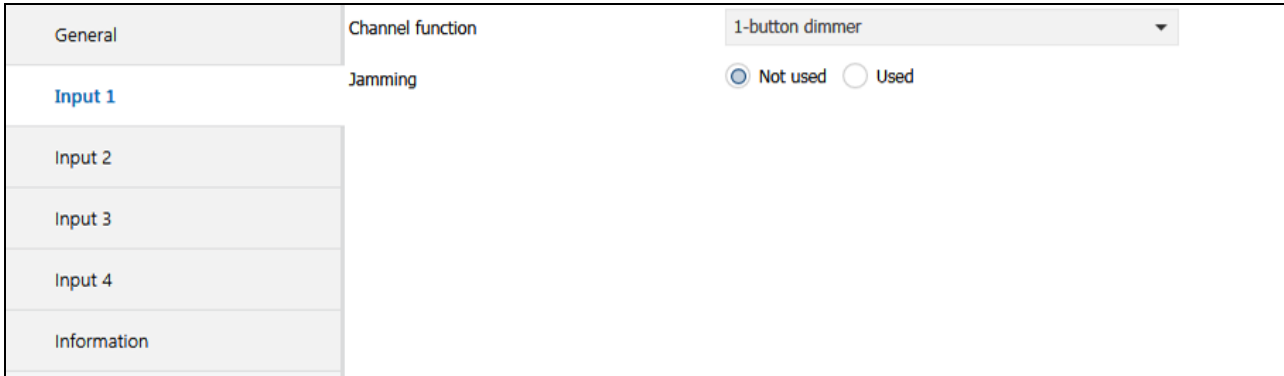 General
Input 1
Input 2
Input 3
Input 4
Information
Channel function 1-button dimmer
Jamming Not used Used